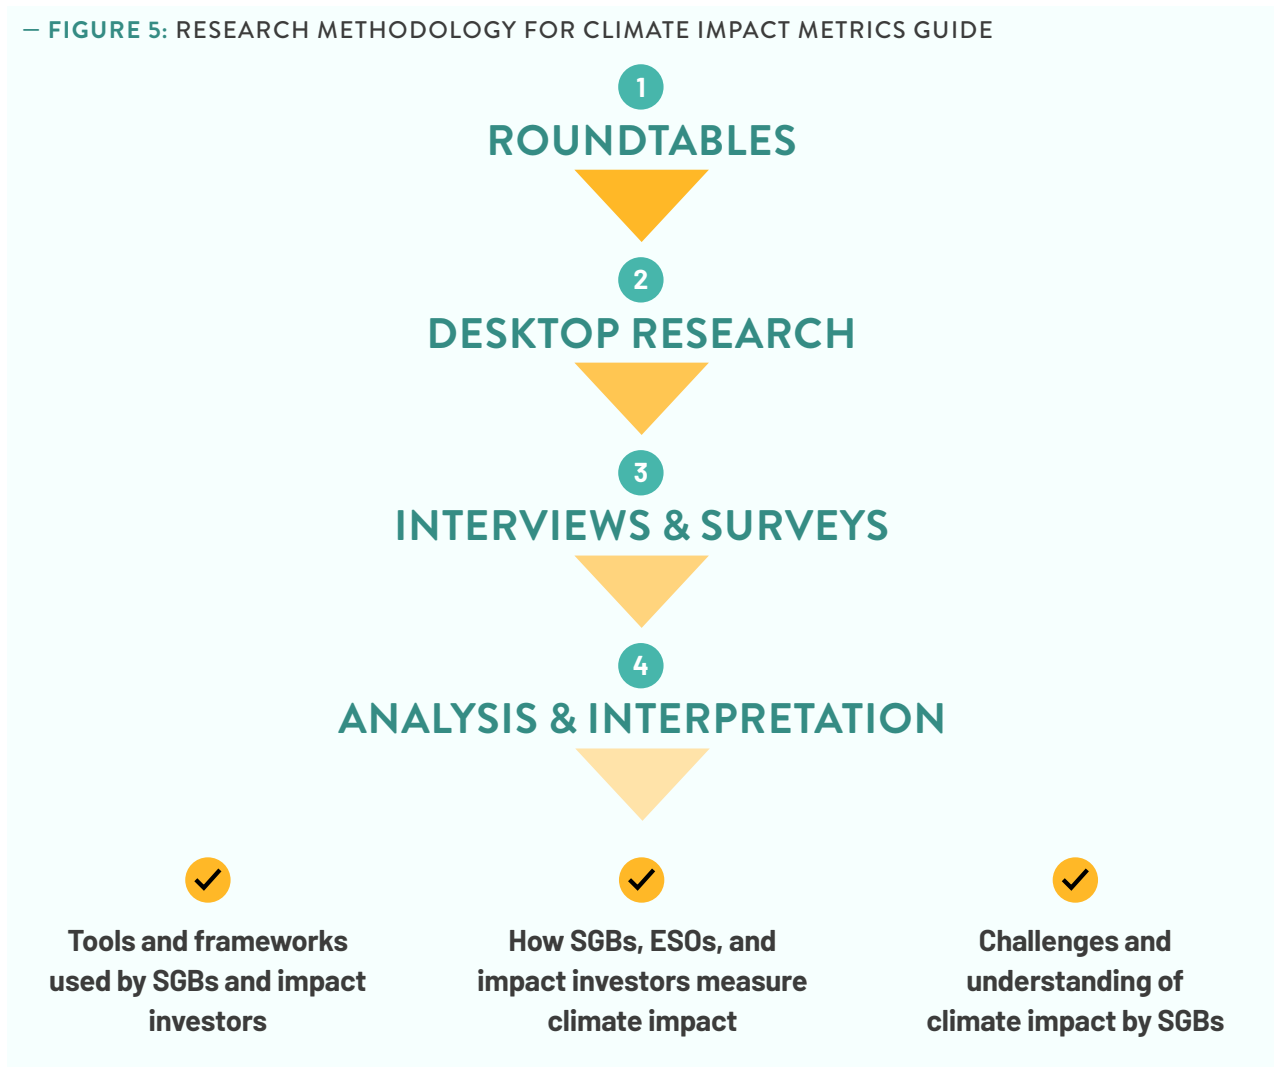 — FIGURE 5: RESEARCH METHODOLOGY FOR CLIMATE IMPACT METRICS GUIDE
1
ROUNDTABLES
2
DESKTOP RESEARCH
3
INTERVIEWS & SURVEYS
4
ANALYSIS & INTERPRETATION
Tools and frameworks
used by SGBs and impact
investors
How SGBs, ESOs, and
impact investors measure
climate impact
Challenges and
understanding of
climate impact by SGBs